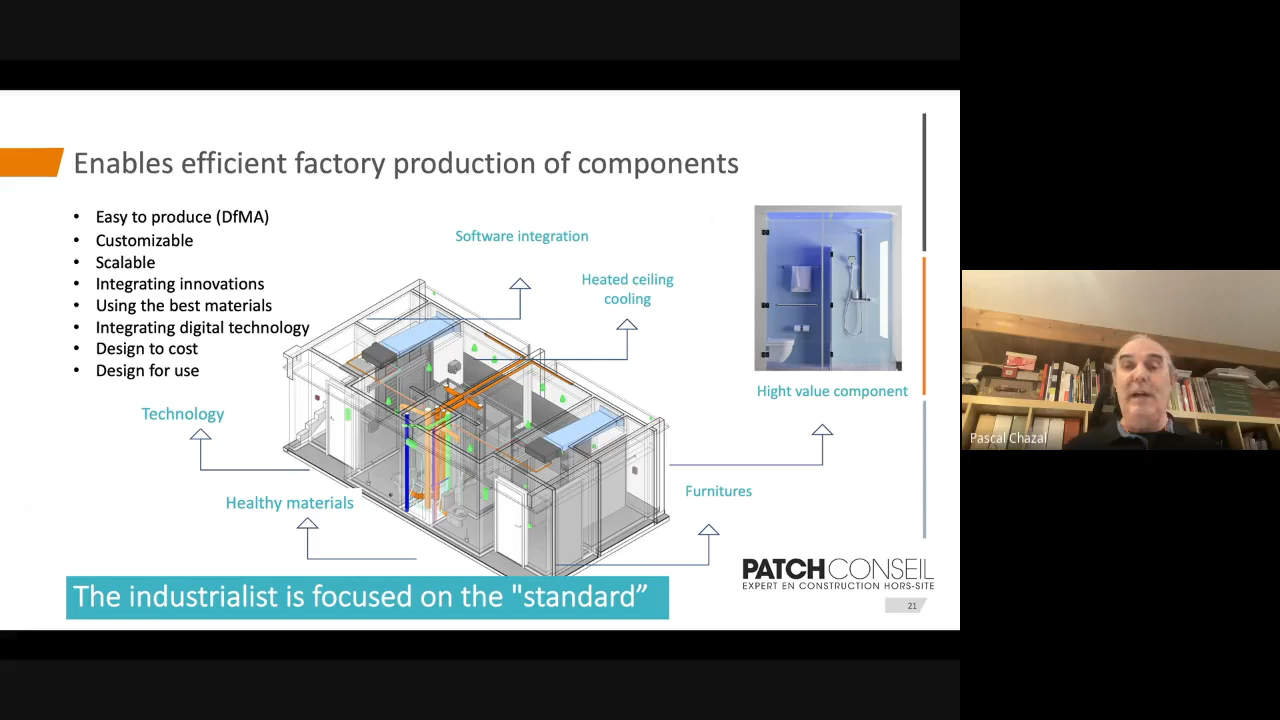 Enables efficient factory production of components
• Easy to produce (DfMA)
• Customizable
• Scalable
• Integrating innovations
• Using the best materials
• Integrating digital technology
• Design to cost
• Design for use
Software integration
Heated ceiling
cooling
Hight value component
Technology
Healthy materials
Furnitures
The industrialist is focused on the "standard”
PATCHCONSEIL
EXPERT EN CONSTRUCTION HORS-SITE
21
Pascal Chazal